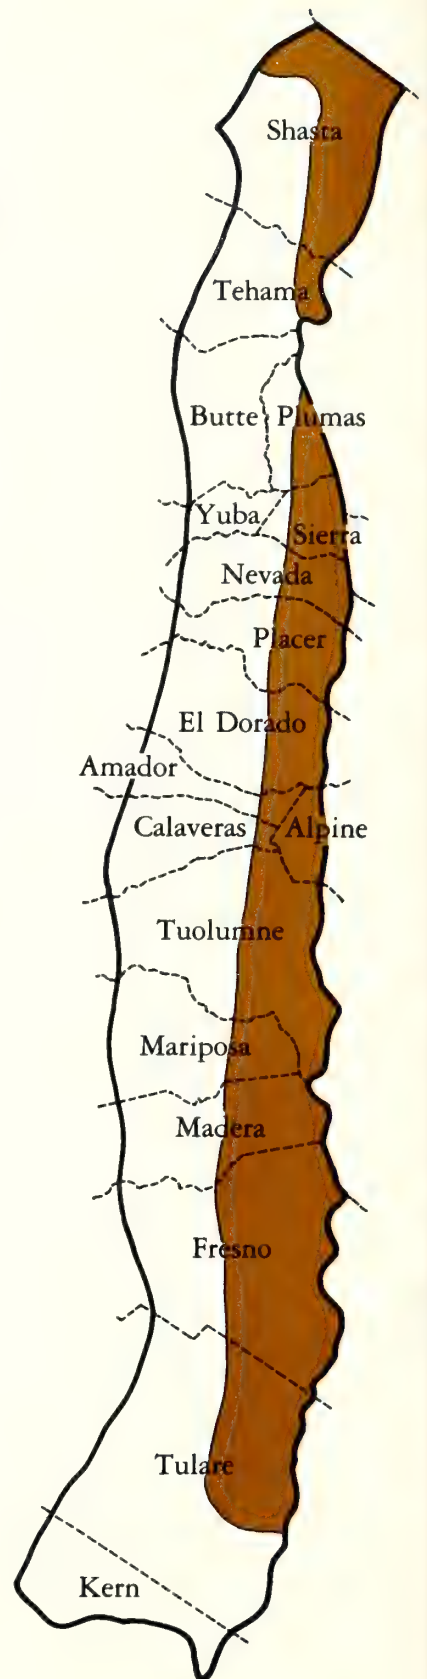 Shasta
Tehama
Butte Plumas
Yuba
Sierra
Nevada
Placer
El Dorado
Amador
Calaveras Alpine
Tuolumne
Mariposa
Madera
Fresno
Tulare
Kern